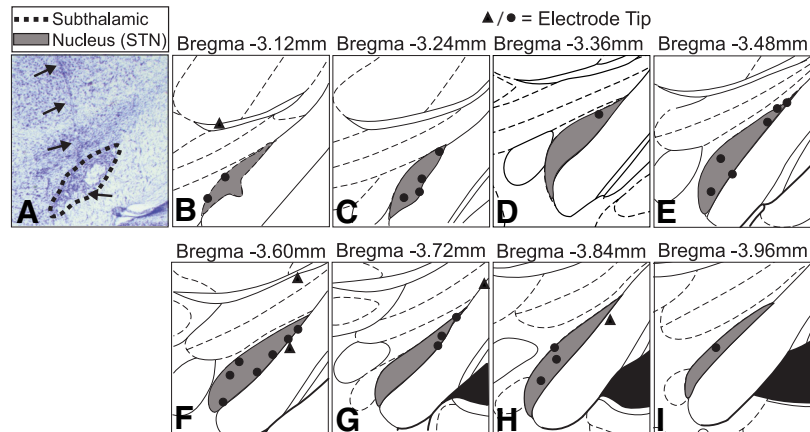 Subthalamic
Nucleus (STN)
▲/● = Electrode Tip
Bregma -3.12mm
Bregma -3.24mm
Bregma -3.36mm
Bregma -3.48mm
A
B
C
D
E
Bregma -3.60mm
Bregma -3.72mm
Bregma -3.84mm
Bregma -3.96mm
F
G
H
I